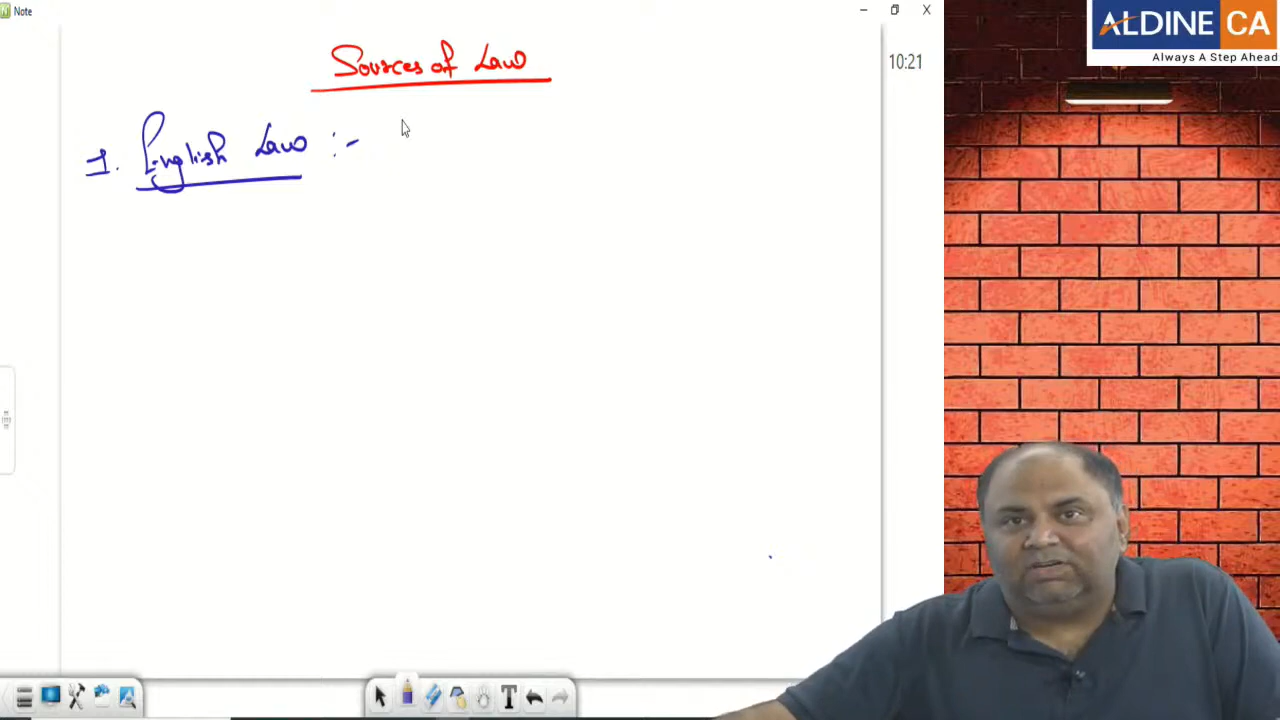 Note
ALDINE CA
Always A Step Ahead
10:21
Sources of Law
1. English Law :-